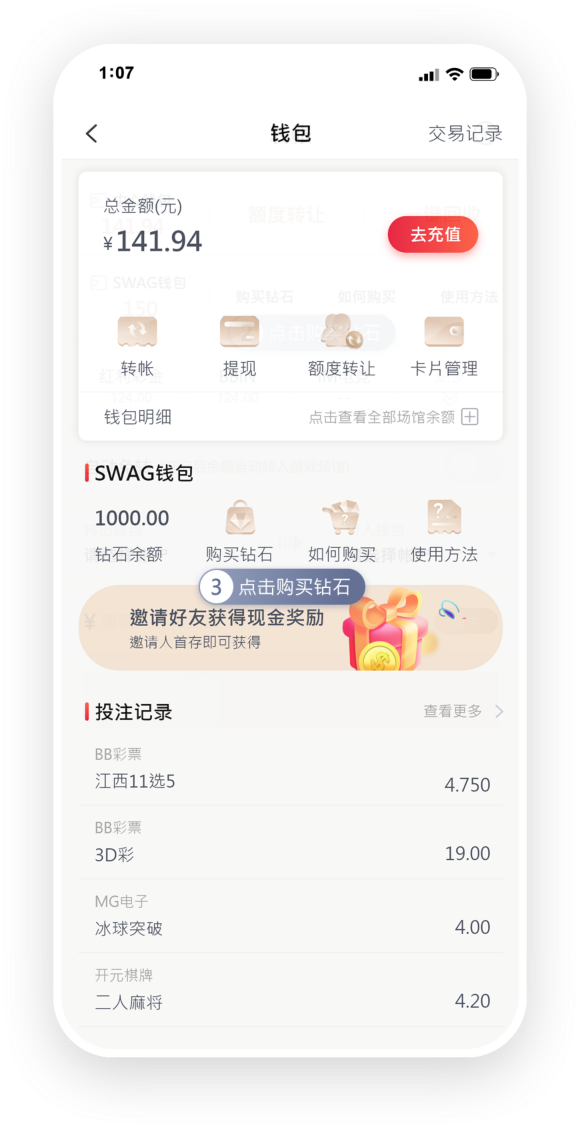 1:07
钱包
交易记录
总金额(元)
¥141.94
去充值
转帐
提现
额度转让
卡片管理
钱包明细
点击查看全部场馆余额
SWAG钱包
1000.00
钻石余额
购买钻石
如何购买
使用方法
3 点击购买钻石
邀请好友获得现金奖励
邀请人首存即可获得
投注记录
查看更多
BB彩票
江西11选5
4.750
BB彩票
3D彩
19.00
MG电子
冰球突破
4.00
开元棋牌
二人麻将
4.20